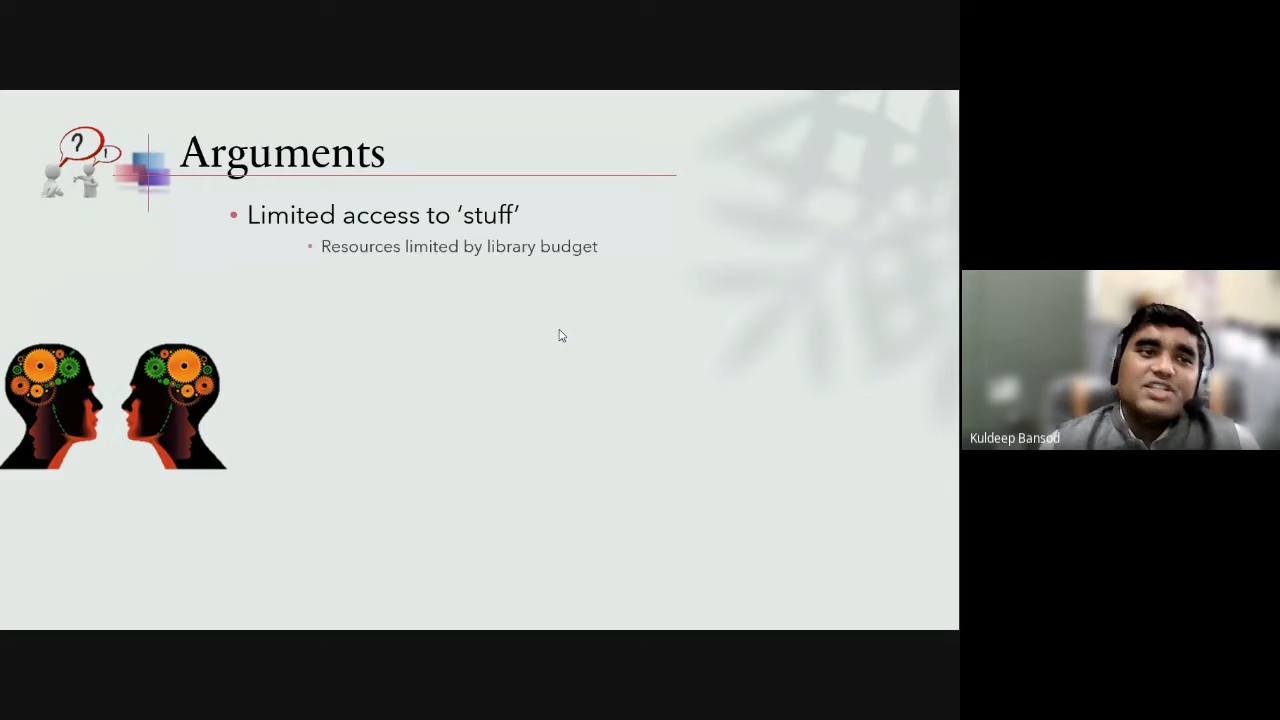 ?
!
Arguments
• Limited access to ‘stuff’
• Resources limited by library budget
Kuldeep Bansod